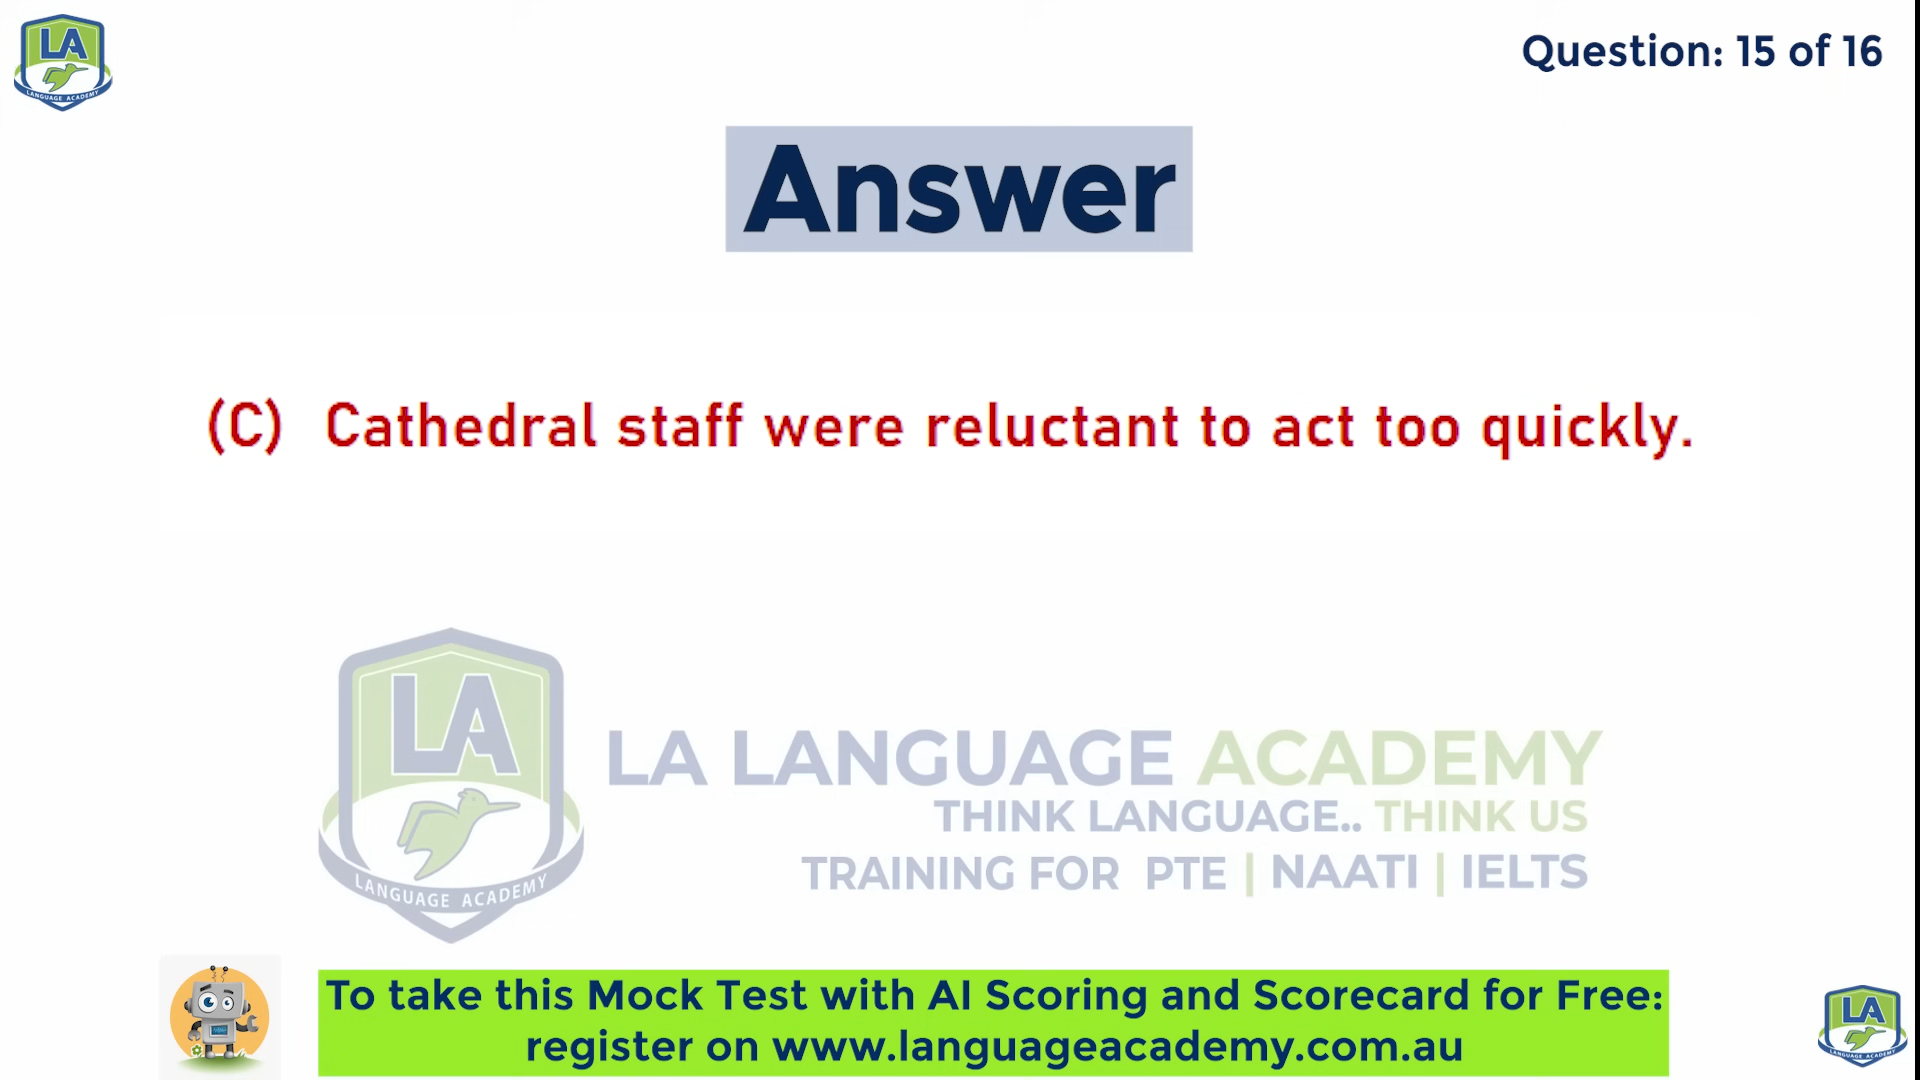 LA
LANGUAGE ACADEMY
Question: 15 of 16
Answer
(C) Cathedral staff were reluctant to act too quickly.
LA
LANGUAGE ACADEMY
LA LANGUAGE ACADEMY
THINK LANGUAGE.. THINK US
TRAINING FOR PTE | NAATI | IELTS
To take this Mock Test with AI Scoring and Scorecard for Free:
register on www.languageacademy.com.au
LA
LANGUAGE ACADEMY